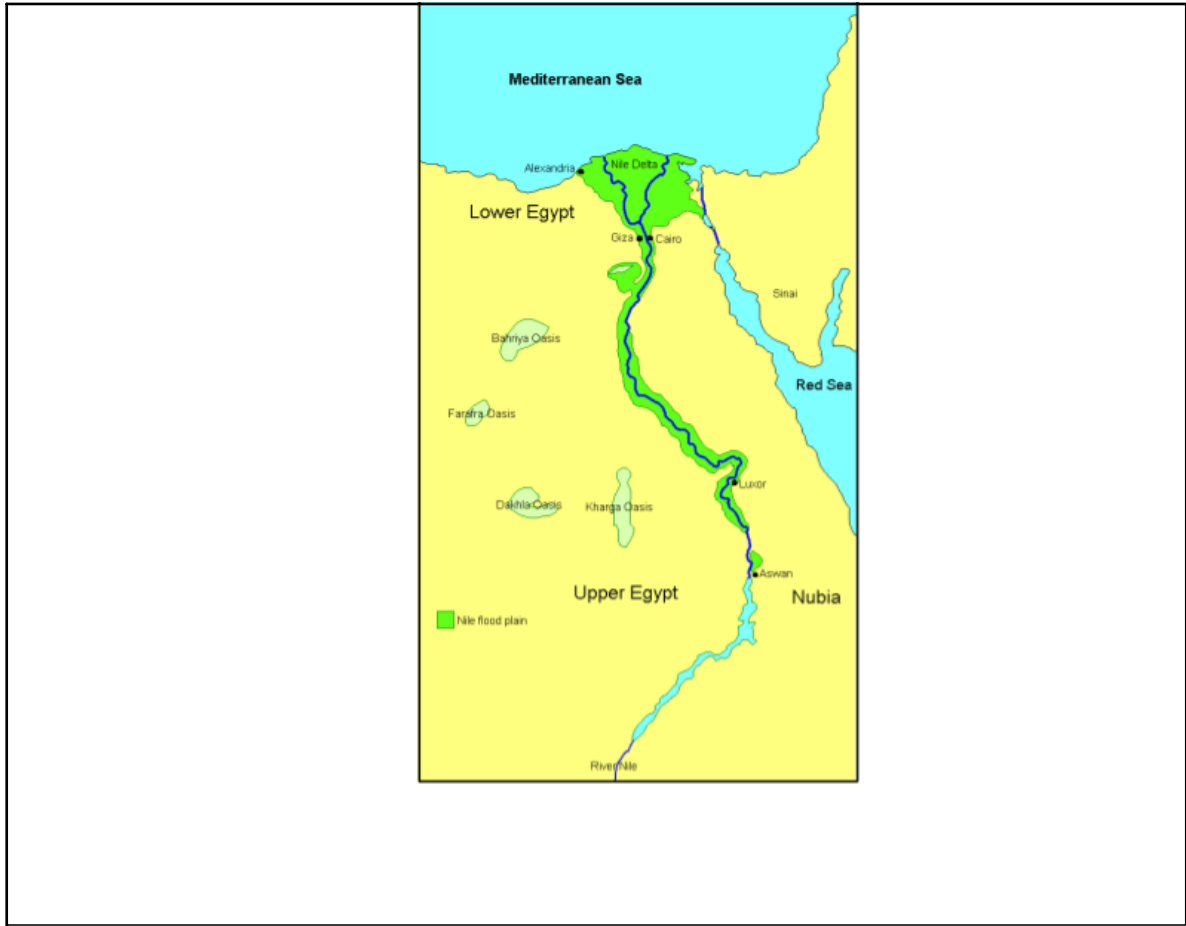 Mediterranean Sea
Nile Delta
Alexandria
Lower Egypt
Giza
Cairo
Sinai
Bahriya Oasis
Red Sea
Farafra Oasis
Luxor
Dakhla Oasis
Kharga Oasis
Aswan
Upper Egypt
Nubia
Nile flood plain
River Nile